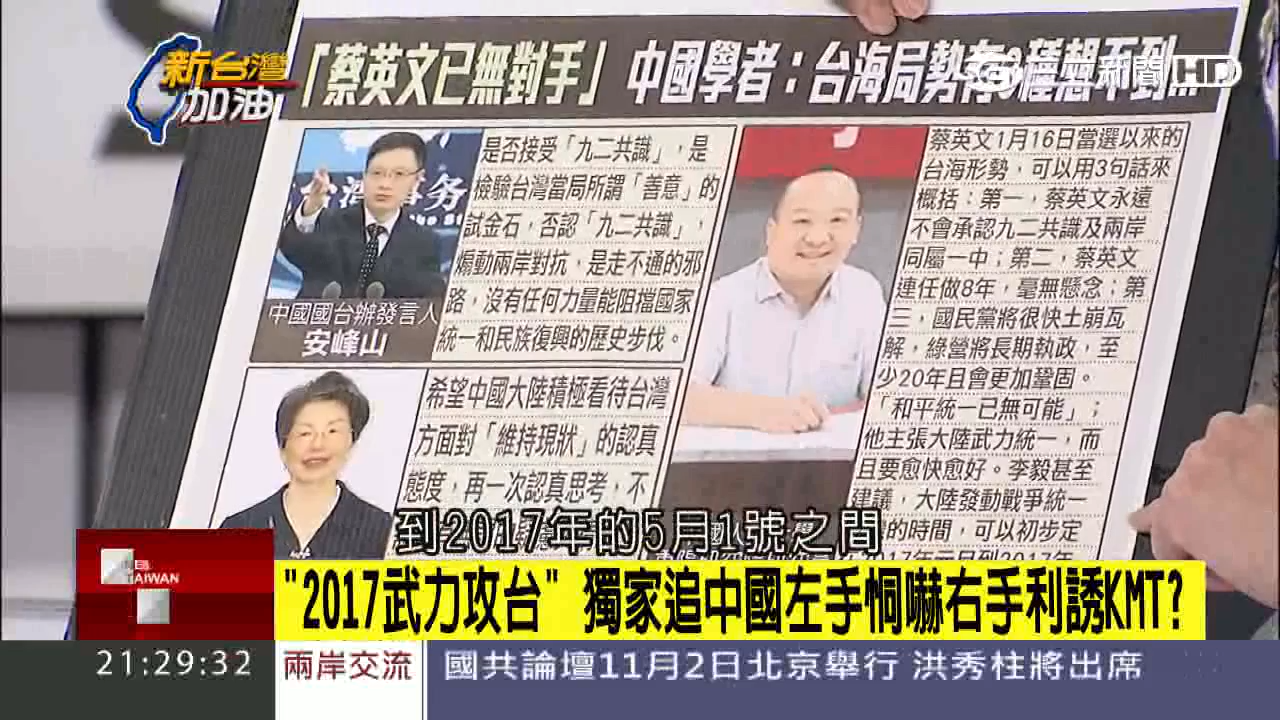 新台灣
加油
「蔡英文已無對手」 中國學者：台海局勢有3種想不到...
新聞HD
是否接受「九二共識」，是
檢驗台灣當局所謂「善意」的
試金石，否認「九二共識」，
煽動兩岸對抗，是走不通的邪
路，沒有任何力量能阻擋國家
統一和民族復興的歷史步伐。
中國國台辦發言人
安峰山
蔡英文1月16日當選以來的
台海形勢，可以用3句話來
概括：第一，蔡英文永遠
不會承認九二共識及兩岸
同屬一中；第二，蔡英文
連任做8年，毫無懸念；第
三，國民黨將很快土崩瓦
解，綠營將長期執政，至
少20年且會更加鞏固。
「和平統一已無可能」；
他主張大陸武力統一，而
且要愈快愈好。李毅甚至
建議，大陸發動戰爭統一
的時間，可以初步定
希望中國大陸積極看待台灣
方面對「維持現狀」的認真
態度，再一次認真思考，不
到2017年的5月1號之間
TAIWAN
"2017武力攻台" 獨家追中國左手恫嚇右手利誘KMT?
21:29:32
兩岸交流
國共論壇11月2日北京舉行 洪秀柱將出席